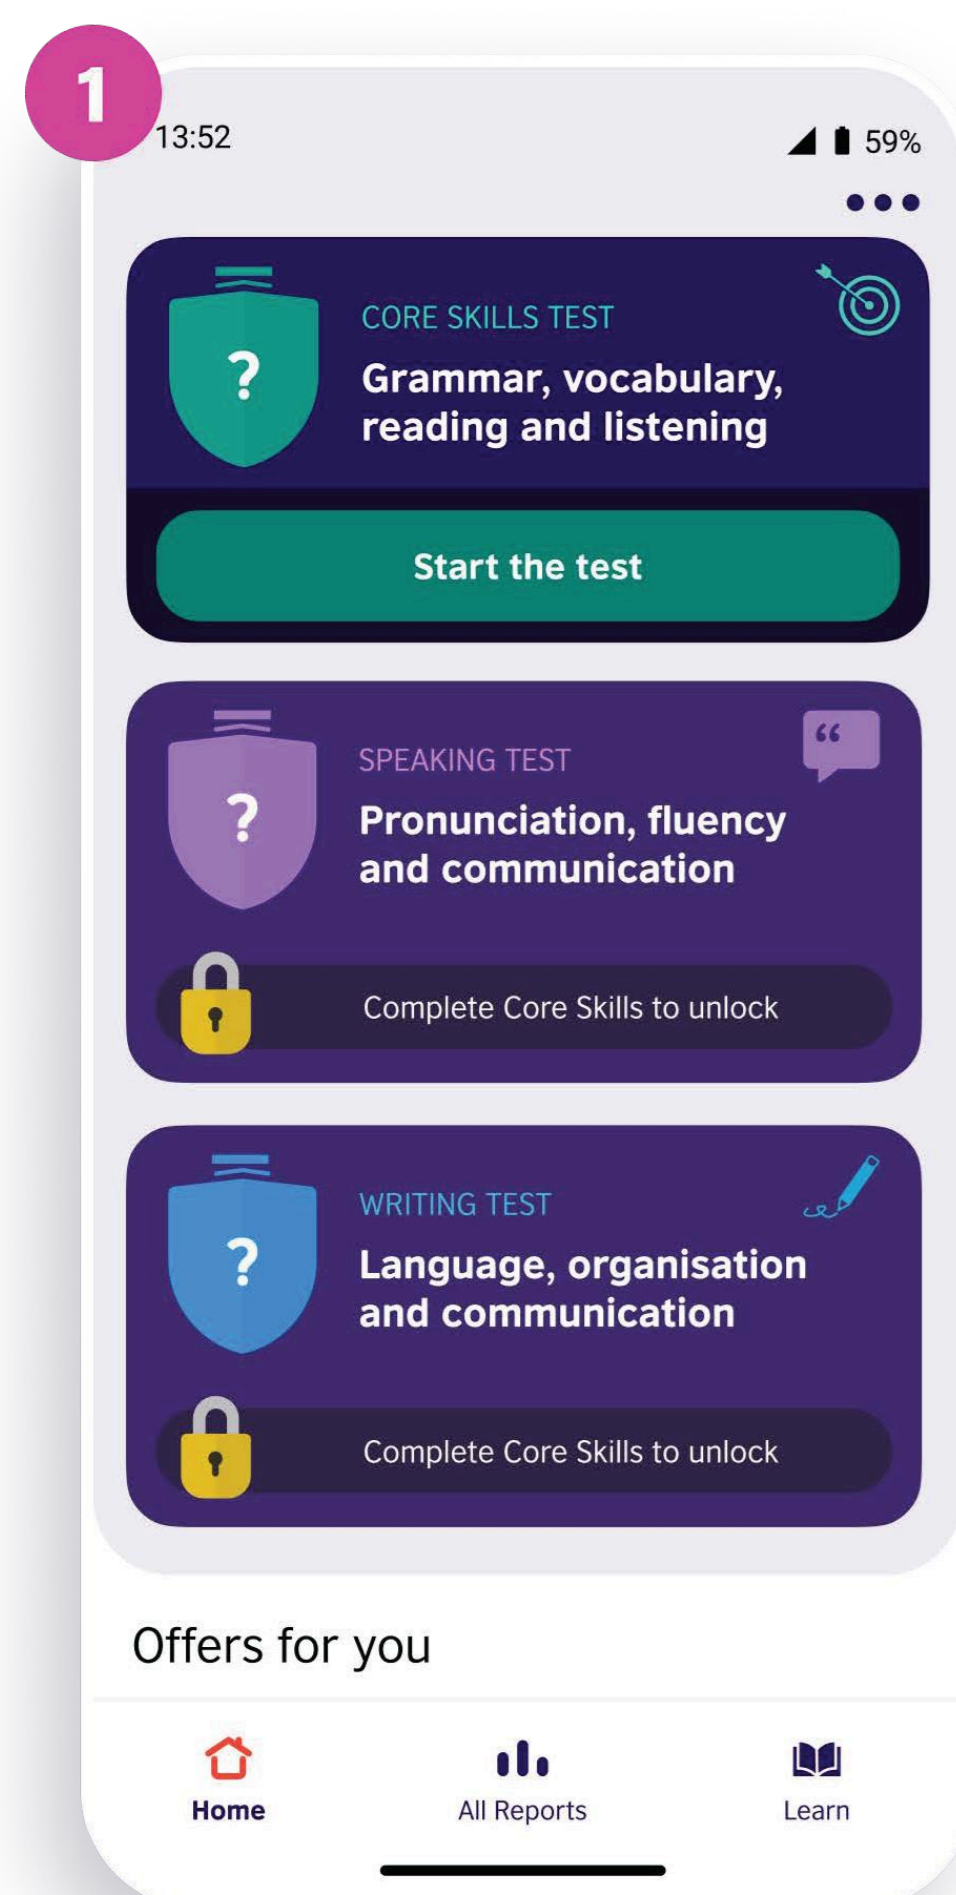 1
13:52
59%
CORE SKILLS TEST
?
Grammar, vocabulary,
reading and listening
Start the test
SPEAKING TEST
“
?
Pronunciation, fluency
and communication
Complete Core Skills to unlock
WRITING TEST
?
Language, organisation
and communication
Complete Core Skills to unlock
Offers for you
Home
All Reports
Learn